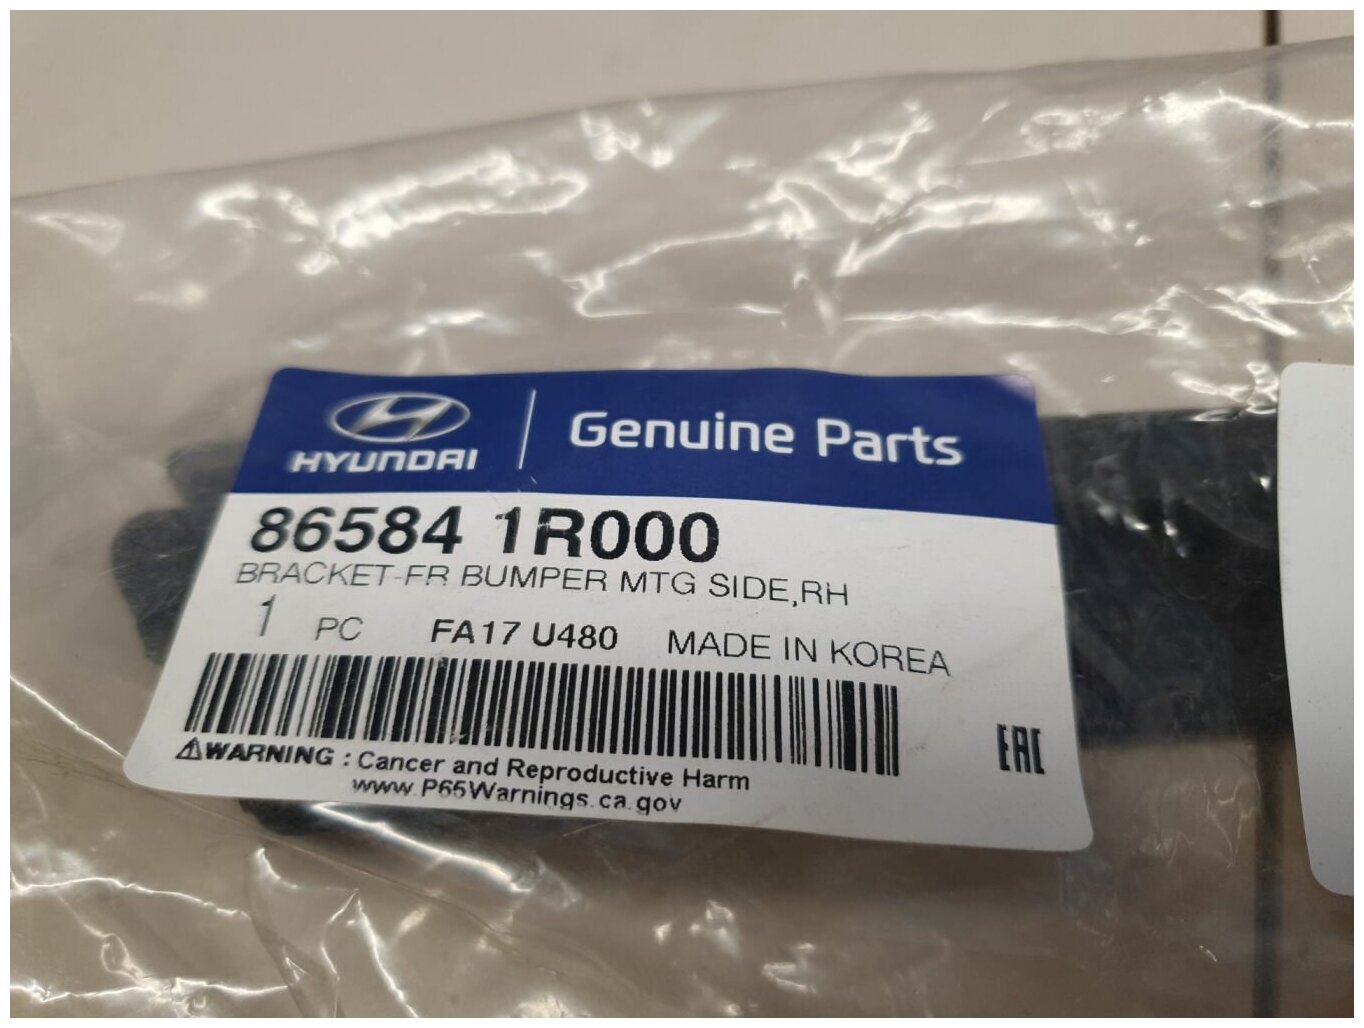 HYUNDAI
Genuine Parts
86584 1R000
BRACKET-FR BUMPER MTG SIDE,RH
1 PC FA17 U480 MADE IN KOREA
EAC
⚠WARNING : Cancer and Reproductive Harm
www.P65Warnings.ca.gov